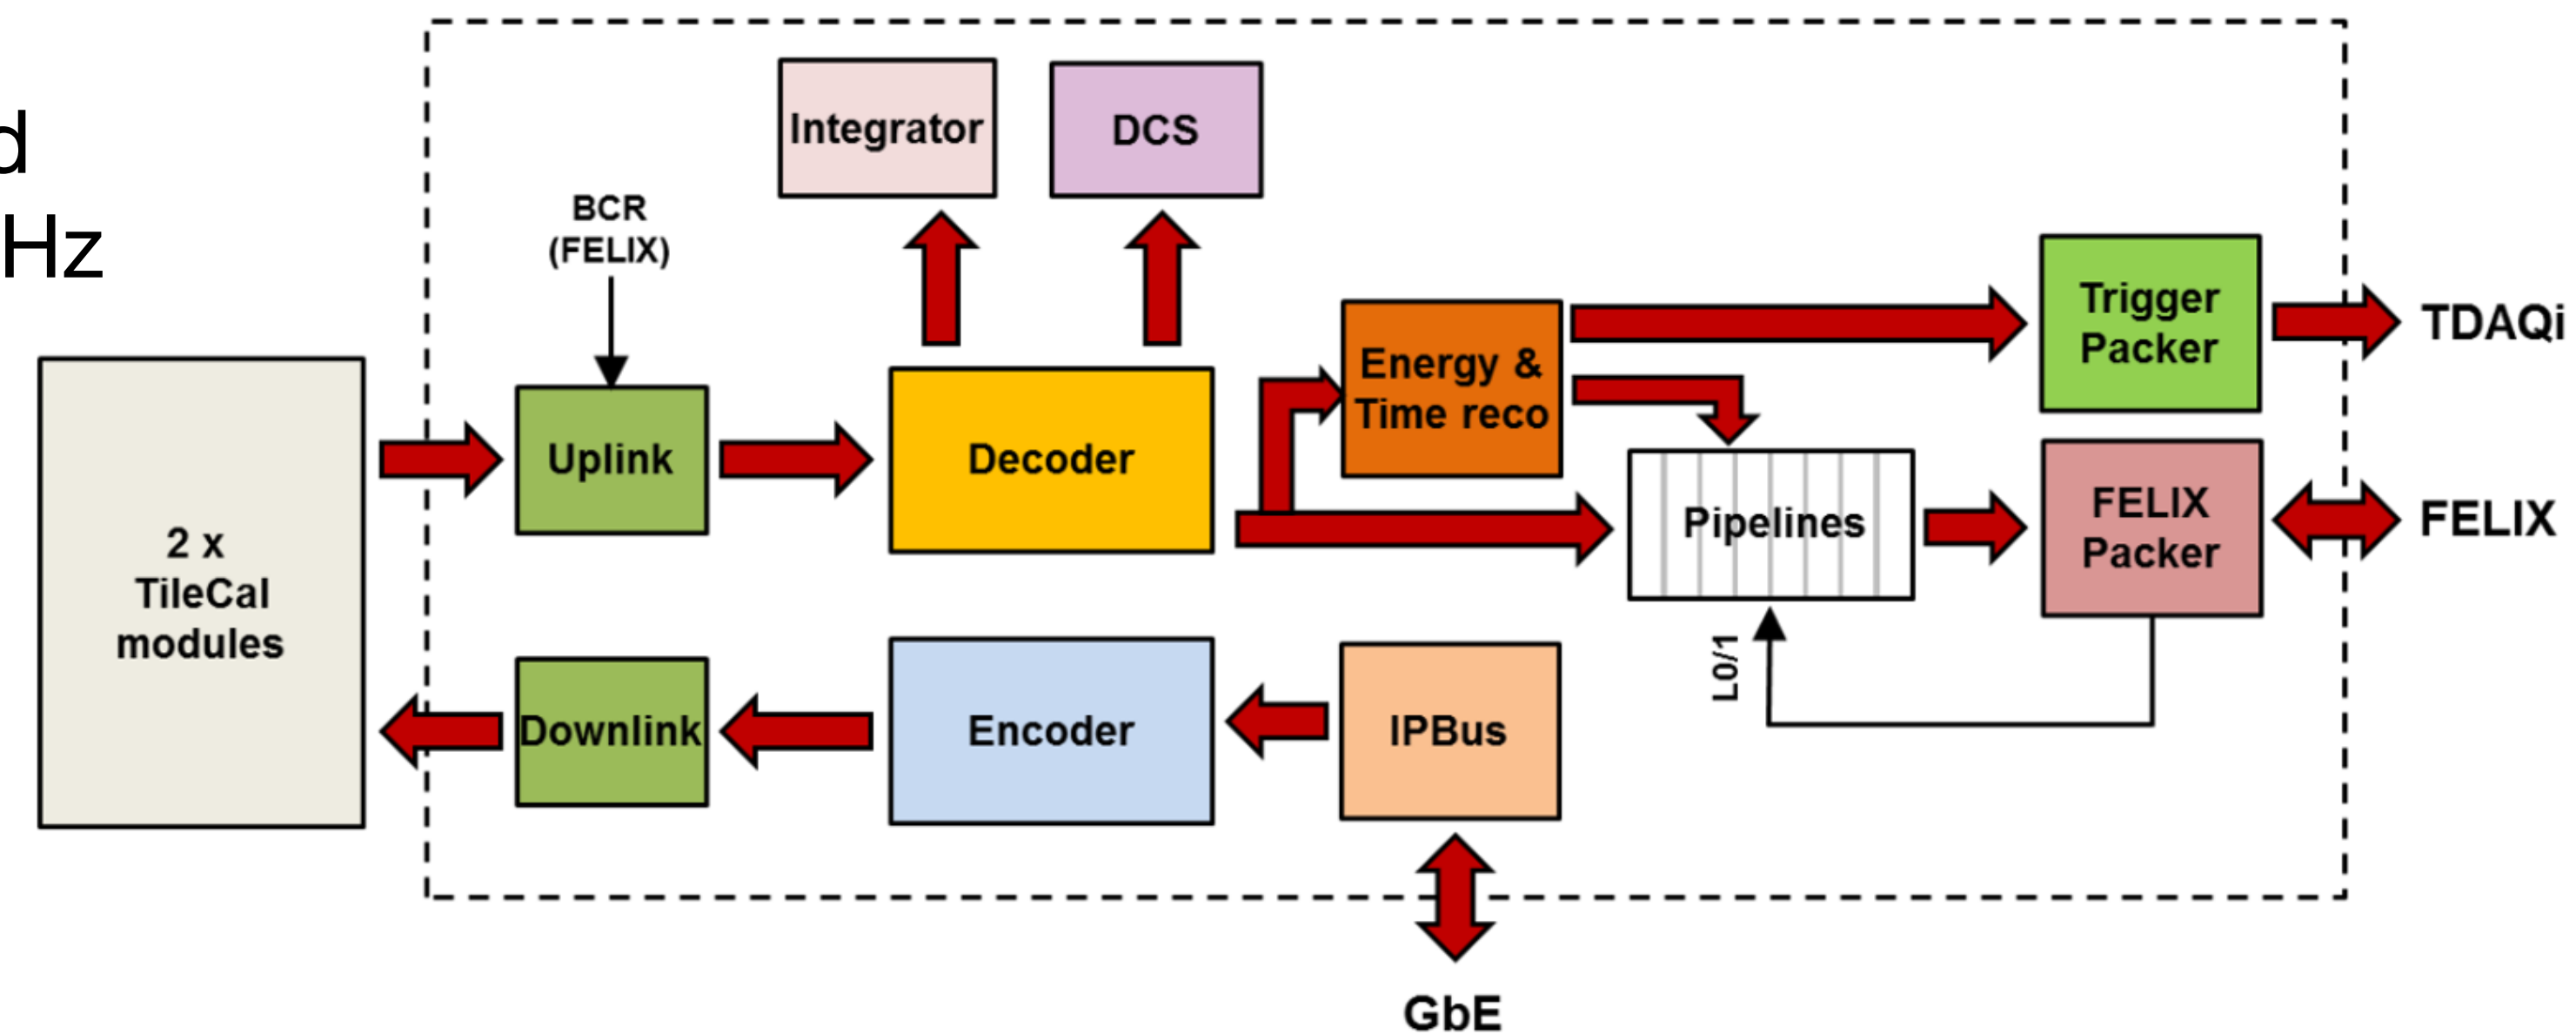 d
Hz
BCR
(FELIX)
Integrator
DCS
2 x
TileCal
modules
Uplink
Decoder
Energy &
Time reco
Pipelines
Trigger
Packer
TDAQi
FELIX
Packer
FELIX
L0/1
Downlink
Encoder
IPBus
GbE